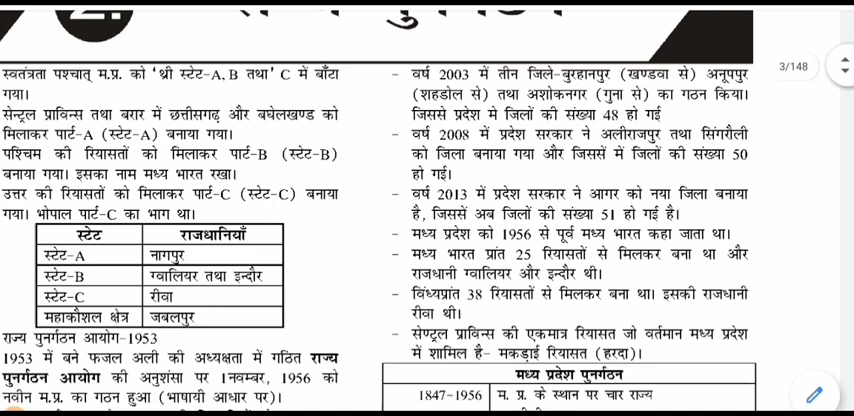 2.
स्वतंत्रता पश्चात् म.प्र. को 'थ्री स्टेट-A, B तथा' C में बाँटा
गया।
सेन्ट्रल प्राविन्स तथा बरार में छत्तीसगढ़ और बघेलखण्ड को
मिलाकर पार्ट-A (स्टेट-A) बनाया गया।
पश्चिम की रियासतों को मिलाकर पार्ट-B (स्टेट-B)
बनाया गया। इसका नाम मध्य भारत रखा।
उत्तर की रियासतों को मिलाकर पार्ट-C (स्टेट-C) बनाया
गया। भोपाल पार्ट-C का भाग था।
स्टेट राजधानियाँ
स्टेट-A नागपुर
स्टेट-B ग्वालियर तथा इन्दौर
स्टेट-C रीवा
महाकौशल क्षेत्र जबलपुर
राज्य पुनर्गठन आयोग-1953
1953 में बने फजल अली की अध्यक्षता में गठित राज्य
पुनर्गठन आयोग की अनुशंसा पर 1नवम्बर, 1956 को
नवीन म.प्र. का गठन हुआ (भाषायी आधार पर)।
- वर्ष 2003 में तीन जिले-बुरहानपुर (खण्डवा से) अनूपपुर
(शहडोल से) तथा अशोकनगर (गुना से) का गठन किया।
जिससे प्रदेश मे जिलों की संख्या 48 हो गई
- वर्ष 2008 में प्रदेश सरकार ने अलीराजपुर तथा सिंगरौली
को जिला बनाया गया और जिससें में जिलों की संख्या 50
हो गई।
- वर्ष 2013 में प्रदेश सरकार ने आगर को नया जिला बनाया
है, जिससें अब जिलों की संख्या 51 हो गई है।
- मध्य प्रदेश को 1956 से पूर्व मध्य भारत कहा जाता था।
- मध्य भारत प्रांत 25 रियासतों से मिलकर बना था और
राजधानी ग्वालियर और इन्दौर थी।
- विंध्यप्रांत 38 रियासतों से मिलकर बना था। इसकी राजधानी
रीवा थी।
- सेण्ट्रल प्राविन्स की एकमात्र रियासत जो वर्तमान मध्य प्रदेश
में शामिल है- मकड़ाई रियासत (हरदा)।
मध्य प्रदेश पुनर्गठन
1847-1956 म. प्र. के स्थान पर चार राज्य
3/148